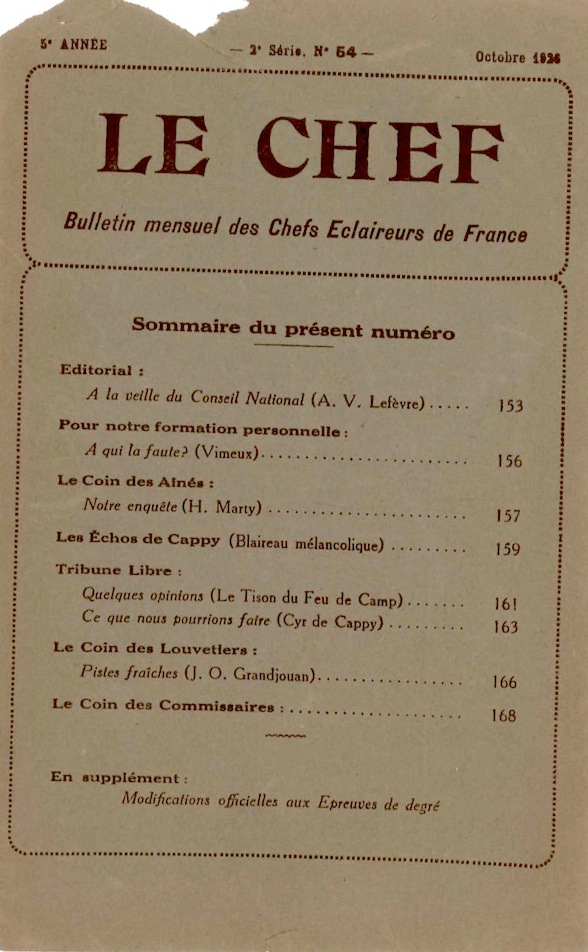 5ᵉ ANNÉE — 2ᵉ Série. Nᵒ 54 — Octobre 1926
LE CHEF
Bulletin mensuel des Chefs Eclaireurs de France
Sommaire du présent numéro
Editorial :
A la veille du Conseil National (A. V. Lefèvre) ..... 153
Pour notre formation personnelle :
A qui la faute? (Vimeux)........................ 156
Le Coin des Aînés :
Notre enquête (H. Marty) ...................... 157
Les Échos de Cappy (Blaireau mélancolique) ......... 159
Tribune Libre :
Quelques opinions (Le Tison du Feu de Camp)....... 161
Ce que nous pourrions faire (Cyr de Cappy) ......... 163
Le Coin des Louvetiers :
Pistes fraîches (J. O. Grandjouan)................. 166
Le Coin des Commissaires : .................... 168
En supplément :
Modifications officielles aux Epreuves de degré